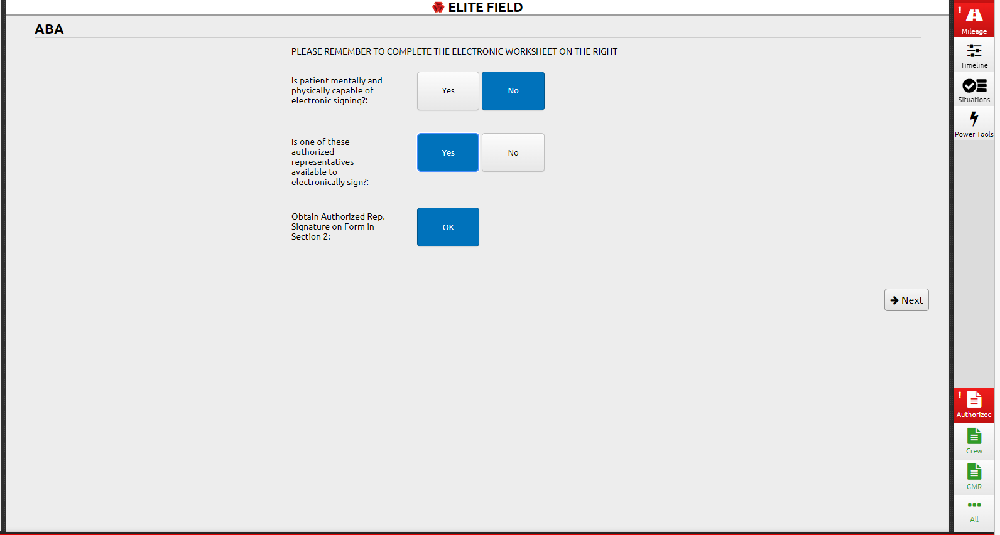 ELITE FIELD
ABA
PLEASE REMEMBER TO COMPLETE THE ELECTRONIC WORKSHEET ON THE RIGHT
Is patient mentally and
physically capable of
electronic signing?:
Yes
No
Is one of these
authorized
representatives
available to
electronically sign?:
Yes
No
Obtain Authorized Rep.
Signature on Form in
Section 2:
OK
Next
! Mileage
Timeline
Situations
Power Tools
! Authorized
Crew
GMR
All